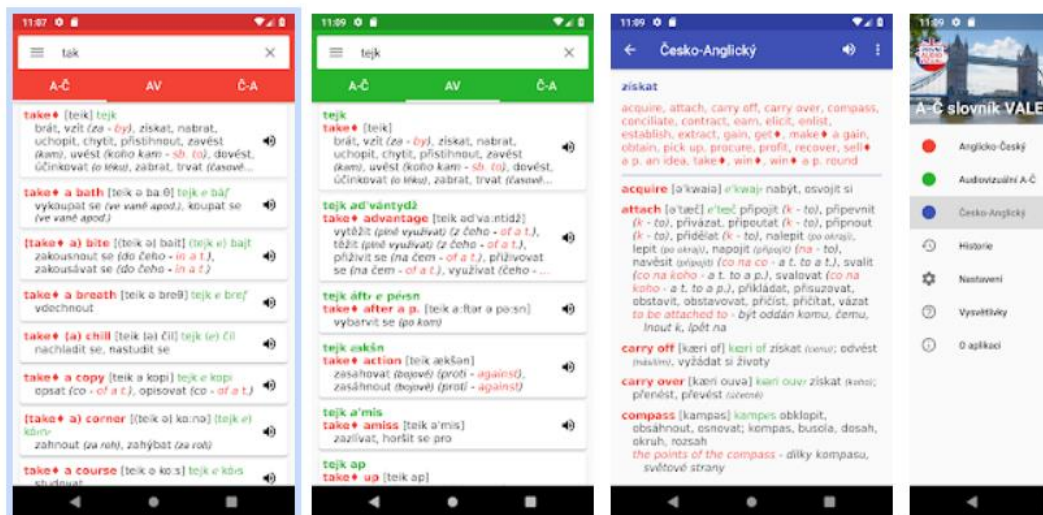 11:07
tak
A-Č AV Č-A
take♦ [teik] tejk
brát, vzít (za - by), získat, nabrat,
uchopit, chytit, přistihnout, zavést
(kam), uvést (koho kam - sb. to), dovést,
účinkovat (o léku), zabrat, trvat (časově...
take♦ a bath [teik ə ba:θ] tejk e báƒ
vykoupat se (ve vaně apod.), koupat se
(ve vaně apod.)
(take♦ a) bite [(teik ə) bait] (tejk e) bajt
zakousnout se (do čeho - in a t.),
zakousávat se (do čeho - in a t.)
take♦ a breath [teik ə breθ] tejk e breƒ
vdechnout
take♦ (a) chill [teik (ə) čil] tejk (e) čil
nachladit se, nastudit se
take♦ a copy [teik ə kopi] tejk e kopi
opsat (co - of a t.), opisovat (co - of a t.)
(take♦ a) corner [(teik ə) ko:nə] (tejk e)
zahnout (za roh), zahýbat (za roh)
take♦ a course [teik ə ko:s] tejk e kórs
studovat
11:09
tejk
A-Č AV Č-A
tejk
take♦ [teik]
brát, vzít (za - by), získat, nabrat,
uchopit, chytit, přistihnout, zavést
(kam), uvést (koho kam - sb. to), dovést,
účinkovat (o léku), zabrat, trvat (časově...
tejk ad'vántydž
take♦ advantage [teik əd'va:ntidž]
vytěžit (plně využívat) (z čeho - of a t.),
těžit (plně využívat) (z čeho - of a t.),
přiživit se (na čem - of a t.), přiživovat
se (na čem - of a t.), využívat (čeho - ...
tejk áftr e pérsn
take♦ after a p. [teik a:ftər ə pə:sn]
vybarvit se (po kom)
tejk ækšn
take♦ action [teik ækšən]
zasahovat (bojově) (proti - against),
zasáhnout (bojově) (proti - against)
tejk a'mis
take♦ amiss [teik ə'mis]
zazlívat, horšit se pro
tejk ap
take♦ up [teik ap]
11:09
Česko-Anglický
získat
acquire, attach, carry off, carry over, compass,
conciliate, contract, earn, elicit, enlist,
establish, extract, gain, get♦, make♦ a gain,
obtain, pick up, procure, profit, recover, sell♦
a p. an idea, take♦, win♦, win♦ a p. round
acquire [ə'kwaiə] e'kwajr nabýt, osvojit si
attach [ə'tæč] e'tæč připojit (k - to), připevnit
(k - to), přivázat, připoutat (k - to), připnout
(k - to), přidělat (k - to), nalepit (po okraji),
lepit (po okraji), napojit (připojit) (na - to),
navěsit (připojit) (co na co - a t. to a t.), svalit
(co na koho - a t. to a p.), svalovat (co na
koho - a t. to a p.), přikládat, přisuzovat,
obstavit, obstavovat, přičíst, přičítat, vázat
to be attached to - být oddán komu, čemu,
lnout k, lpět na
carry off [kæri of] kæri of získat (cenu); odvést
(násilím), vyžádat si životy
carry over [kæri ouvə] kæri ouvr získat (koho);
přenést, převést (účetně)
compass [kampəs] kampes obklopit,
obsáhnout, osnovat; kompas, busola, dosah,
okruh, rozsah
the points of the compass - dílky kompasu,
světové strany
11:09
A-Č slovník VALE
Anglicko-Český
Audiovizuální A-Č
Česko-Anglický
Historie
Nastavení
Vysvětlivky
O aplikaci